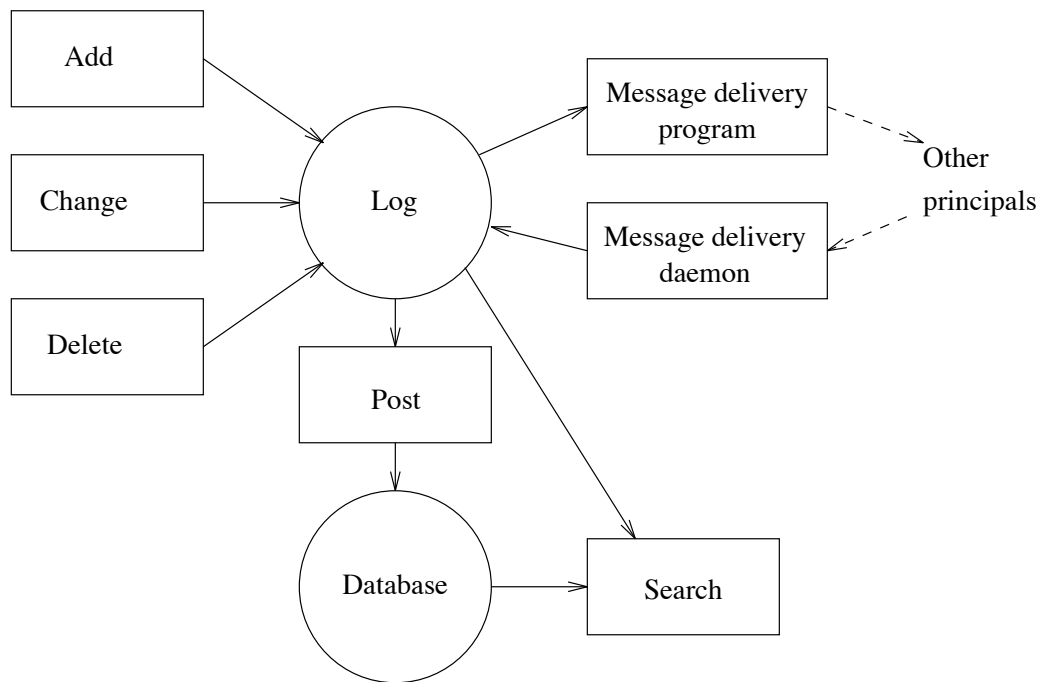 Add
Change
Delete
Log
Message delivery
program
Other
principals
Message delivery
daemon
Post
Database
Search